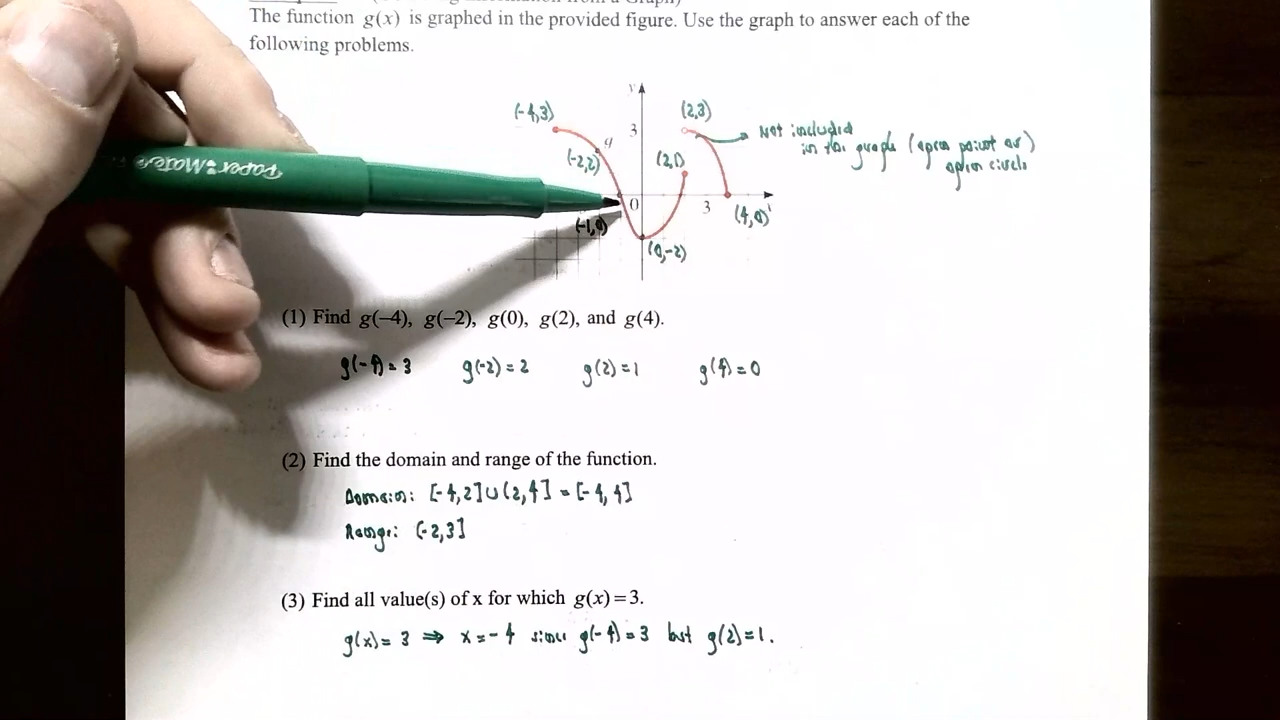 The function g(x) is graphed in the provided figure. Use the graph to answer each of the
following problems.
y
(-4,3)
(2,3)
3
g
Not included
in the graph (open point or)
open circle
(-2,2)
(2,1)
Paper:Mate
0
3
(-1,0)
(4,0)
(0,-2)
(1) Find g(–4), g(–2), g(0), g(2), and g(4).
g(-4)=3 g(-2)=2 g(2)=1 g(4)=0
(2) Find the domain and range of the function.
Domain: [-4,2]∪(2,4] = [-4,4]
Range: [-2,3]
(3) Find all value(s) of x for which g(x)=3.
g(x)=3 ⇒ x=-4 since g(-4)=3 but g(2)=1.